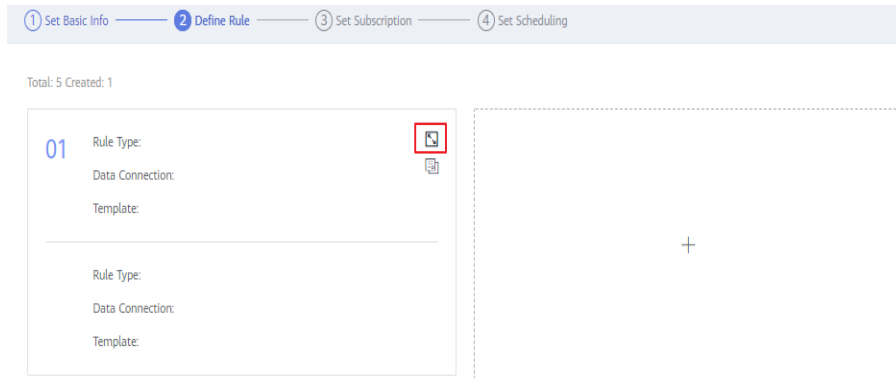 1 Set Basic Info 2 Define Rule 3 Set Subscription 4 Set Scheduling
Total: 5 Created: 1
01
Rule Type:
Data Connection:
Template:
Rule Type:
Data Connection:
Template: